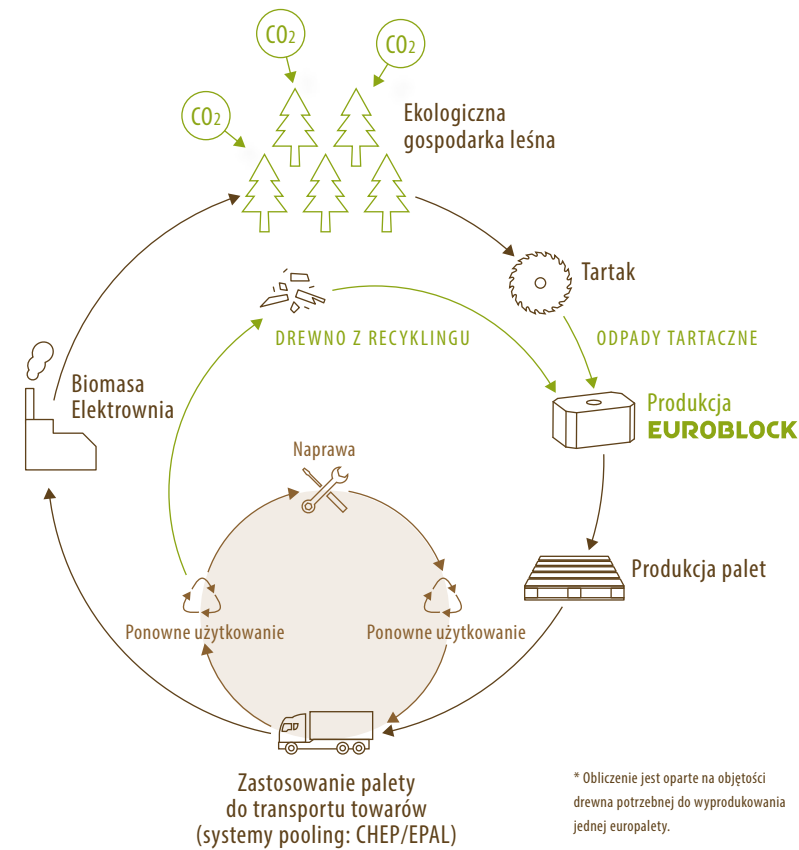 CO2
CO2
CO2
Ekologiczna
gospodarka leśna
Tartak
DREWNO Z RECYKLINGU
ODPADY TARTACZNE
Biomasa
Elektrownia
Produkcja
EUROBLOCK
Naprawa
Produkcja palet
Ponowne użytkowanie
Ponowne użytkowanie
Zastosowanie palety
do transportu towarów
(systemy pooling: CHEP/EPAL)
* Obliczenie jest oparte na objętości
drewna potrzebnej do wyprodukowania
jednej europalety.